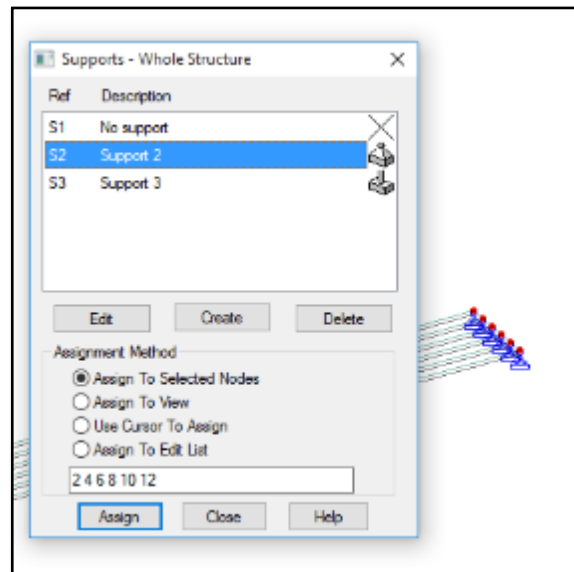 Supports - Whole Structure
Ref Description
S1 No support
S2 Support 2
S3 Support 3
Edit Create Delete
Assignment Method
Assign To Selected Nodes
Assign To View
Use Cursor To Assign
Assign To Edit List
2 4 6 8 10 12
Assign Close Help